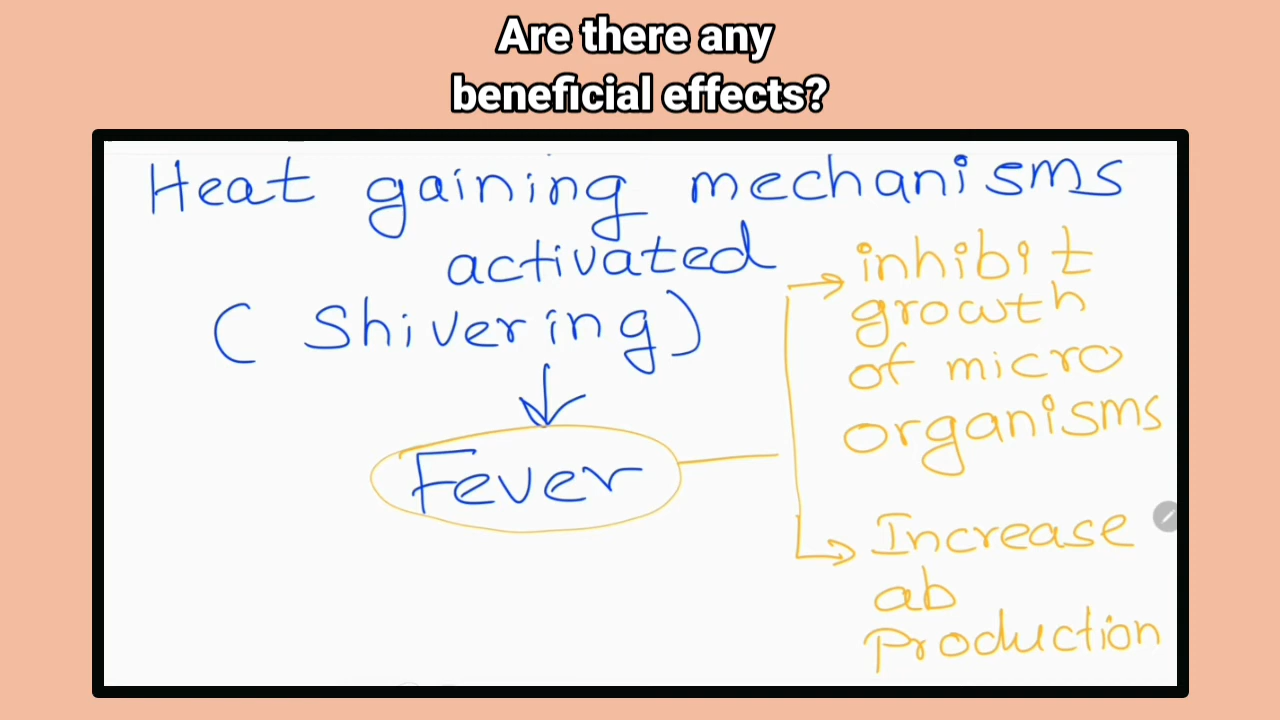 Are there any
beneficial effects?
Heat gaining mechanisms
activated
( Shivering )
Fever
inhibit
growth
of micro
organisms
Increase
ab
Production